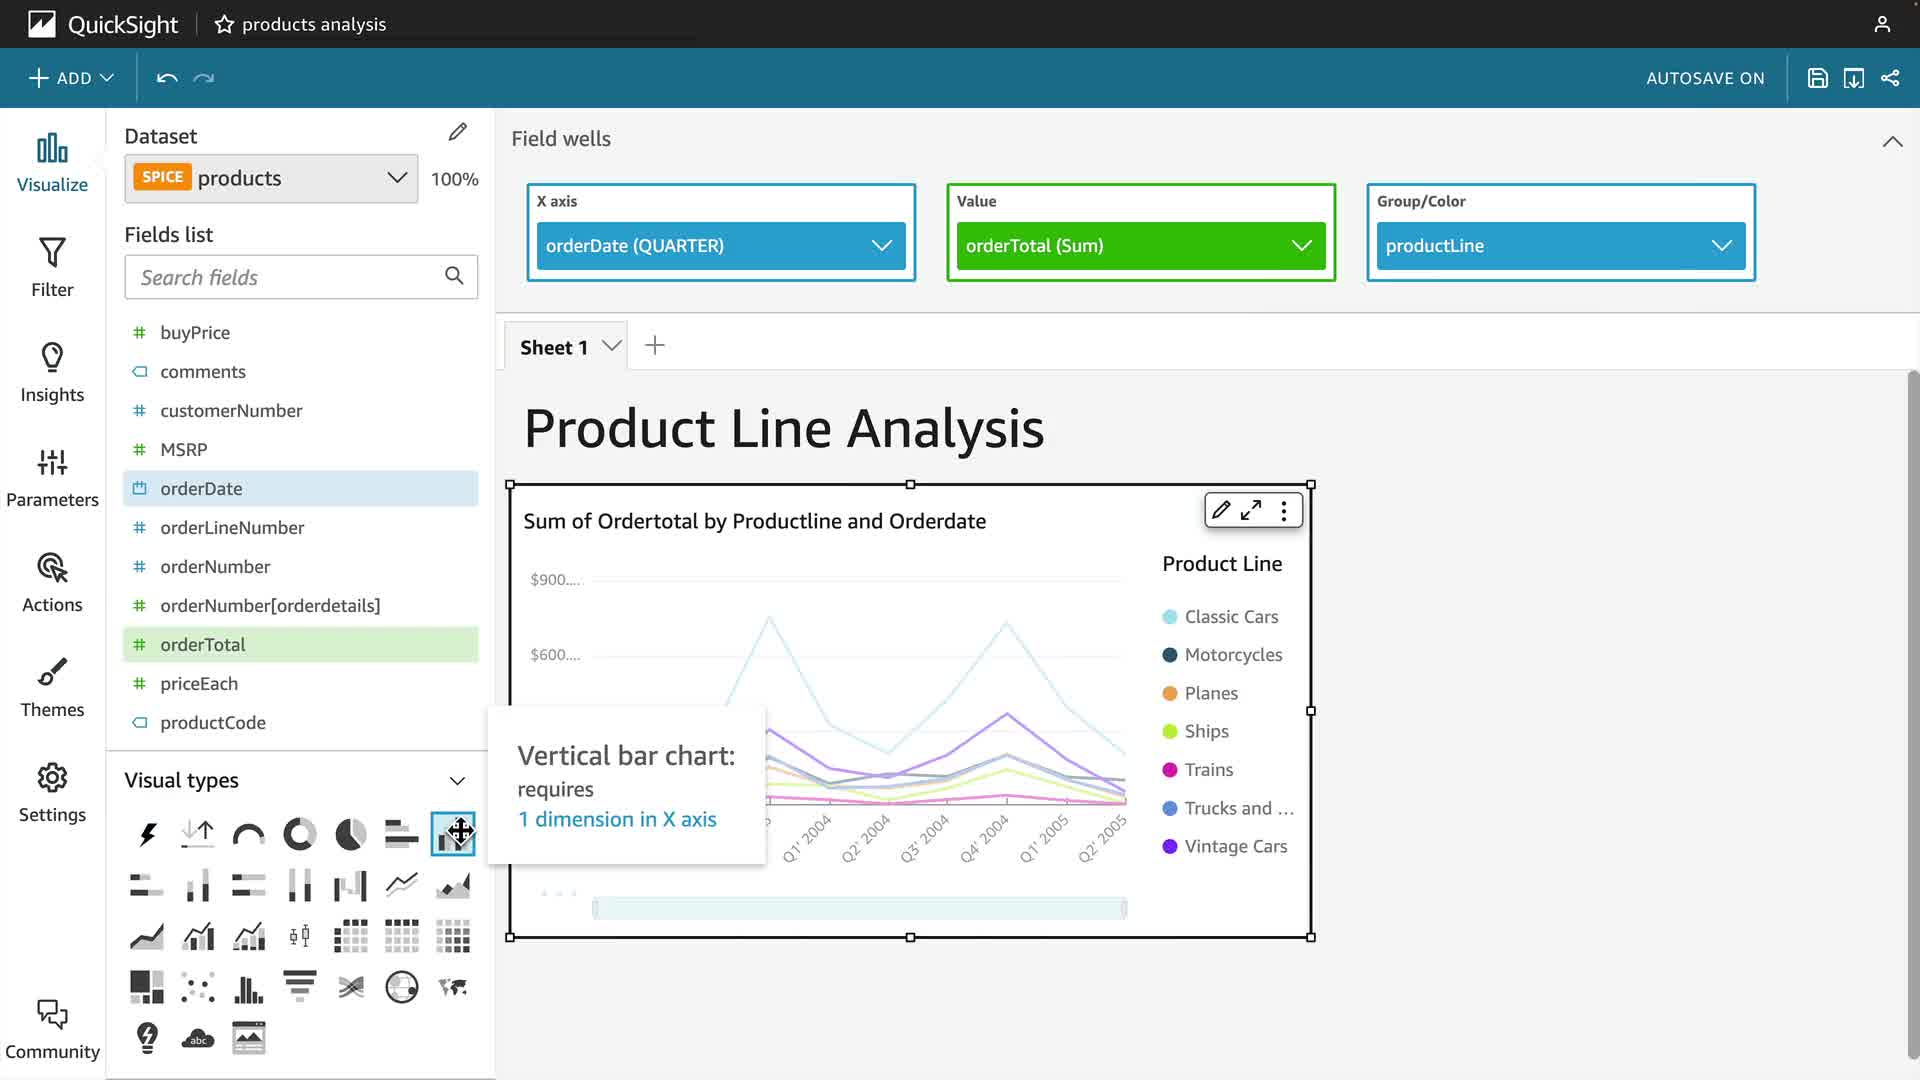 QuickSight
products analysis
ADD
AUTOSAVE ON
Visualize
Filter
Insights
Parameters
Actions
Themes
Settings
Community
Dataset
SPICE products
100%
Fields list
Search fields
buyPrice
comments
customerNumber
MSRP
orderDate
orderLineNumber
orderNumber
orderNumber[orderdetails]
orderTotal
priceEach
productCode
Visual types
abc
Field wells
X axis
orderDate (QUARTER)
Value
orderTotal (Sum)
Group/Color
productLine
Sheet 1
Product Line Analysis
Sum of Ordertotal by Productline and Orderdate
$900....
$600....
Vertical bar chart:
requires
1 dimension in X axis
Q1' 2004
Q2' 2004
Q3' 2004
Q4' 2004
Q1' 2005
Q2' 2005
Product Line
Classic Cars
Motorcycles
Planes
Ships
Trains
Trucks and ...
Vintage Cars